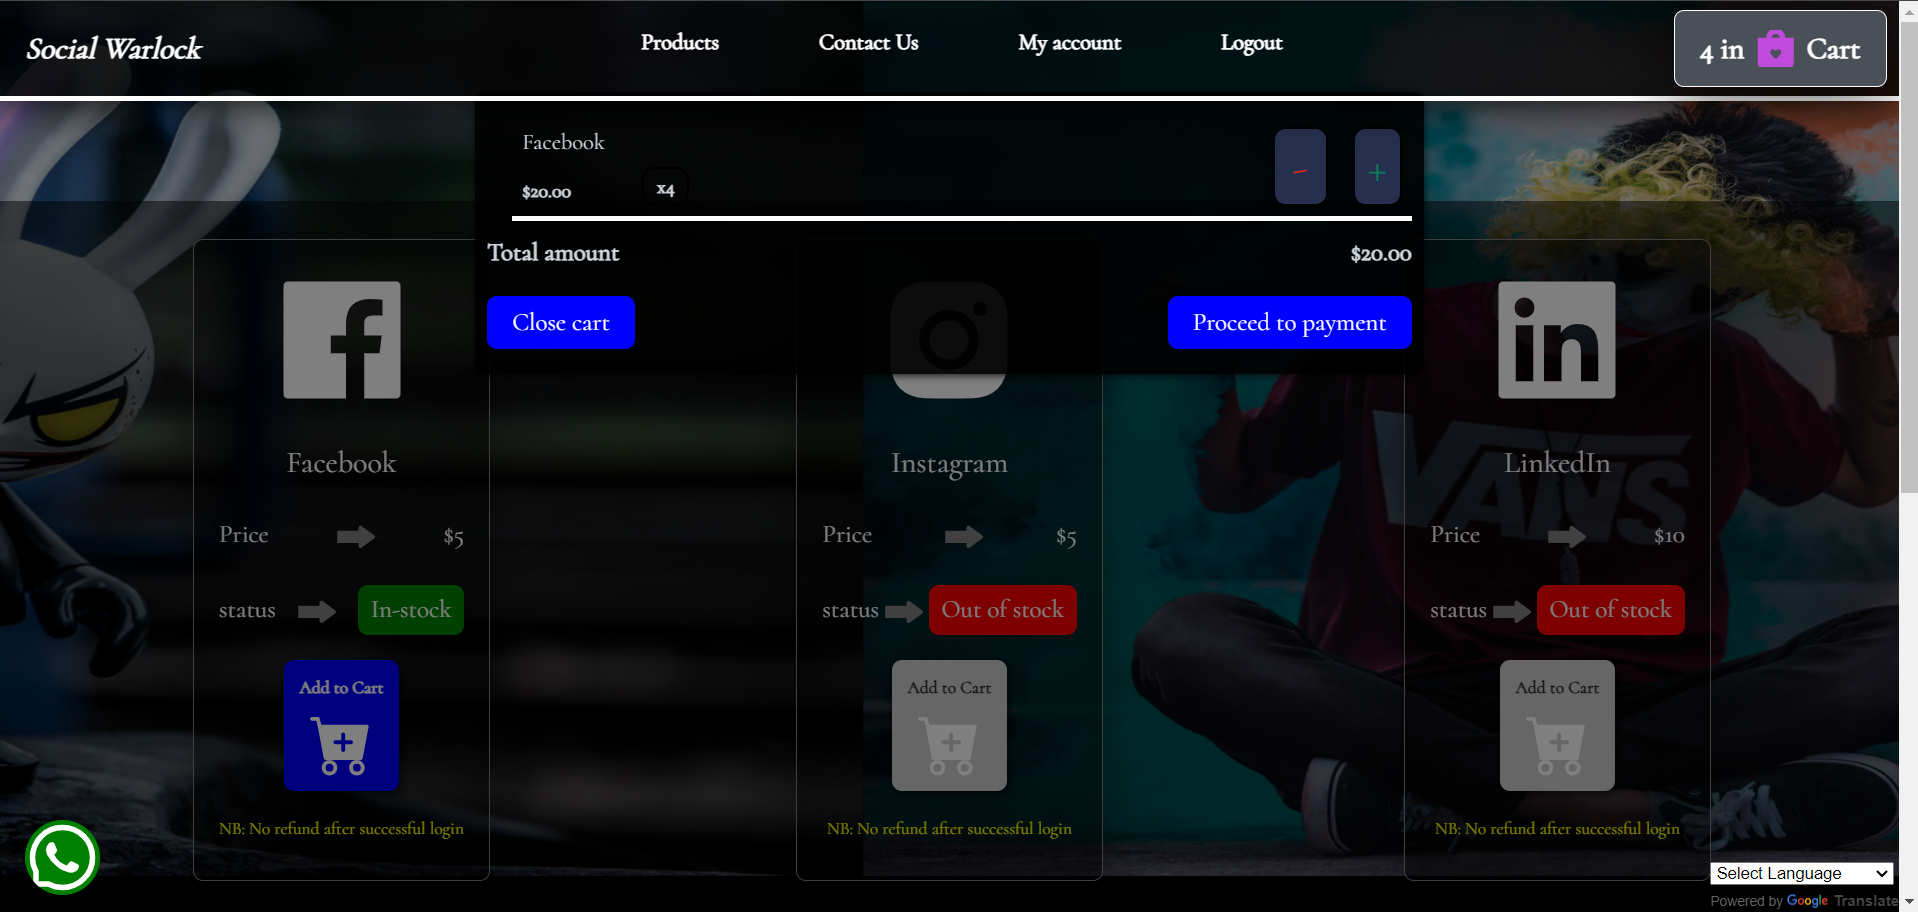 Social Warlock
Products
Contact Us
My account
Logout
4 in Cart
Facebook
$20.00
x4
−
+
Total amount
$20.00
Close cart
Proceed to payment
Facebook
Price
$5
status
In-stock
Add to Cart
NB: No refund after successful login
Instagram
Price
$5
status
Out of stock
Add to Cart
NB: No refund after successful login
in
LinkedIn
Price
$10
status
Out of stock
Add to Cart
NB: No refund after successful login
VANS
Select Language
Powered by Google Translate